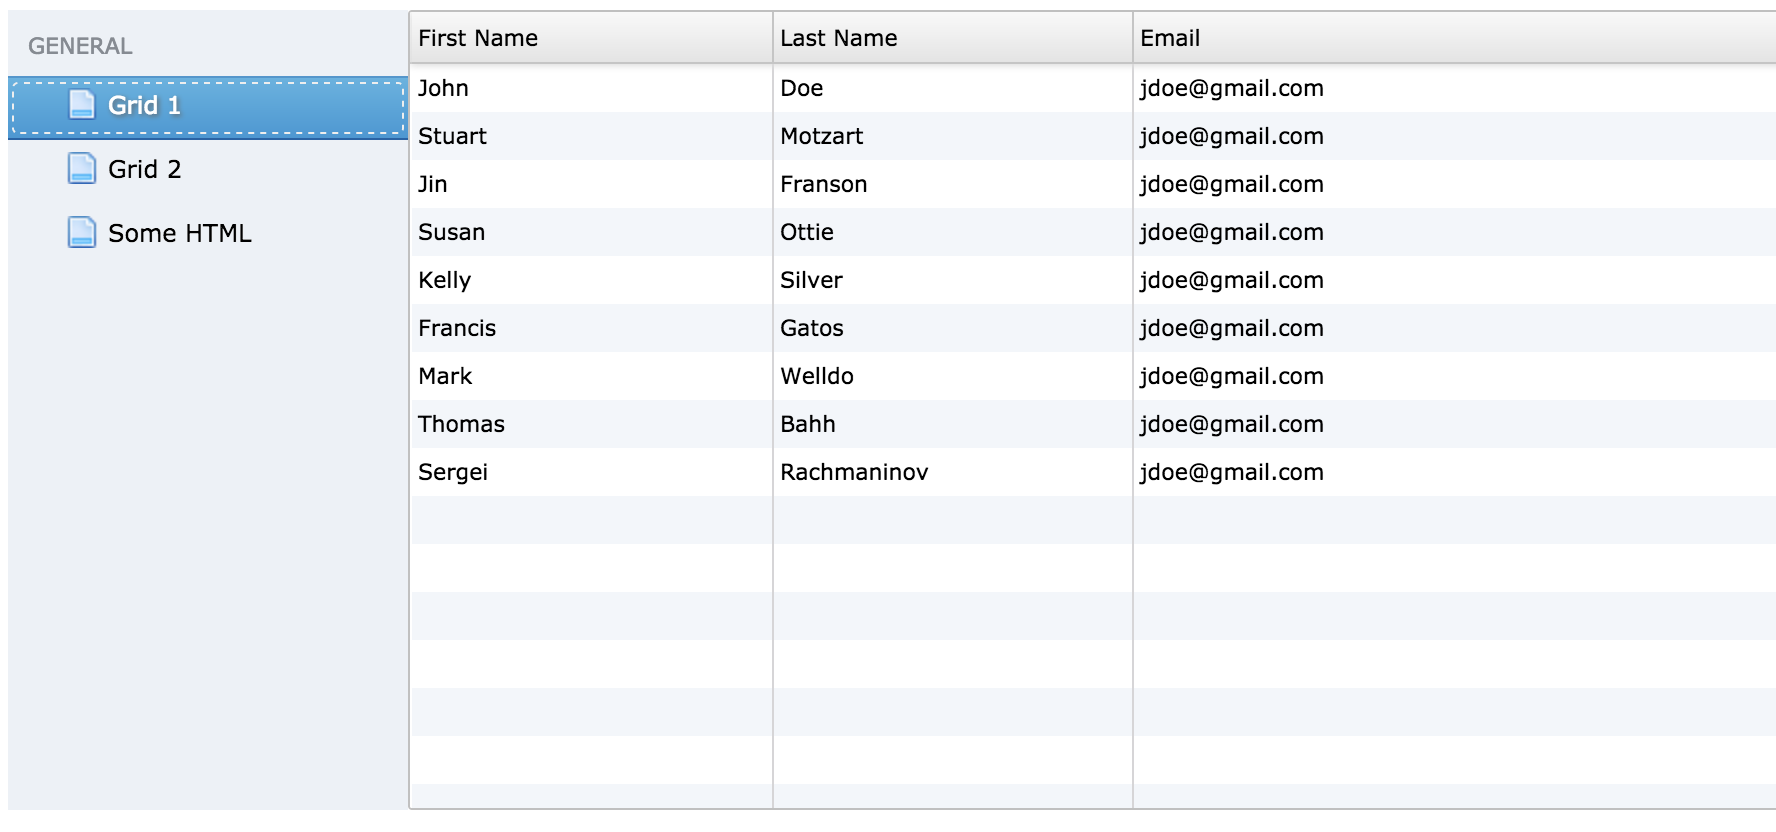 GENERAL
Grid 1
Grid 2
Some HTML
First Name Last Name Email
John Doe jdoe@gmail.com
Stuart Motzart jdoe@gmail.com
Jin Franson jdoe@gmail.com
Susan Ottie jdoe@gmail.com
Kelly Silver jdoe@gmail.com
Francis Gatos jdoe@gmail.com
Mark Welldo jdoe@gmail.com
Thomas Bahh jdoe@gmail.com
Sergei Rachmaninov jdoe@gmail.com